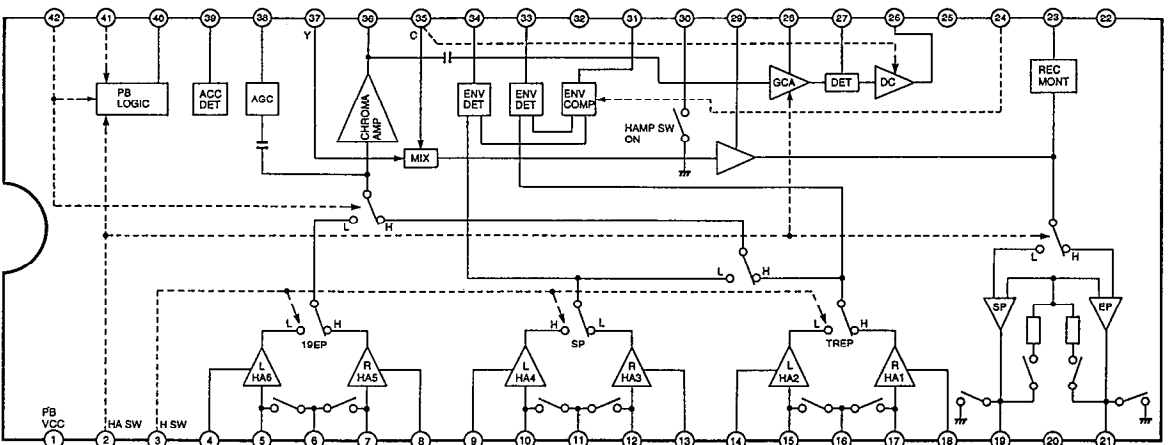 42 41 40 39 38 37 36 35 34 33 32 31 30 29 28 27 26 25 24 23 22
Y
C
PB
LOGIC
ACC
DET
AGC
CHROMA
AMP
MIX
ENV
DET
ENV
DET
ENV
COMP
HAMP SW
ON
GCA
DET
DC
REC
MONT
L
H
L
H
L
H
L
H
19EP
H
L
SP
L
H
TREP
SP
EP
L
HA6
R
HA5
L
HA4
R
HA3
L
HA2
R
HA1
PB
VCC
HA SW
H SW
1 2 3 4 5 6 7 8 9 10 11 12 13 14 15 16 17 18 19 20 21